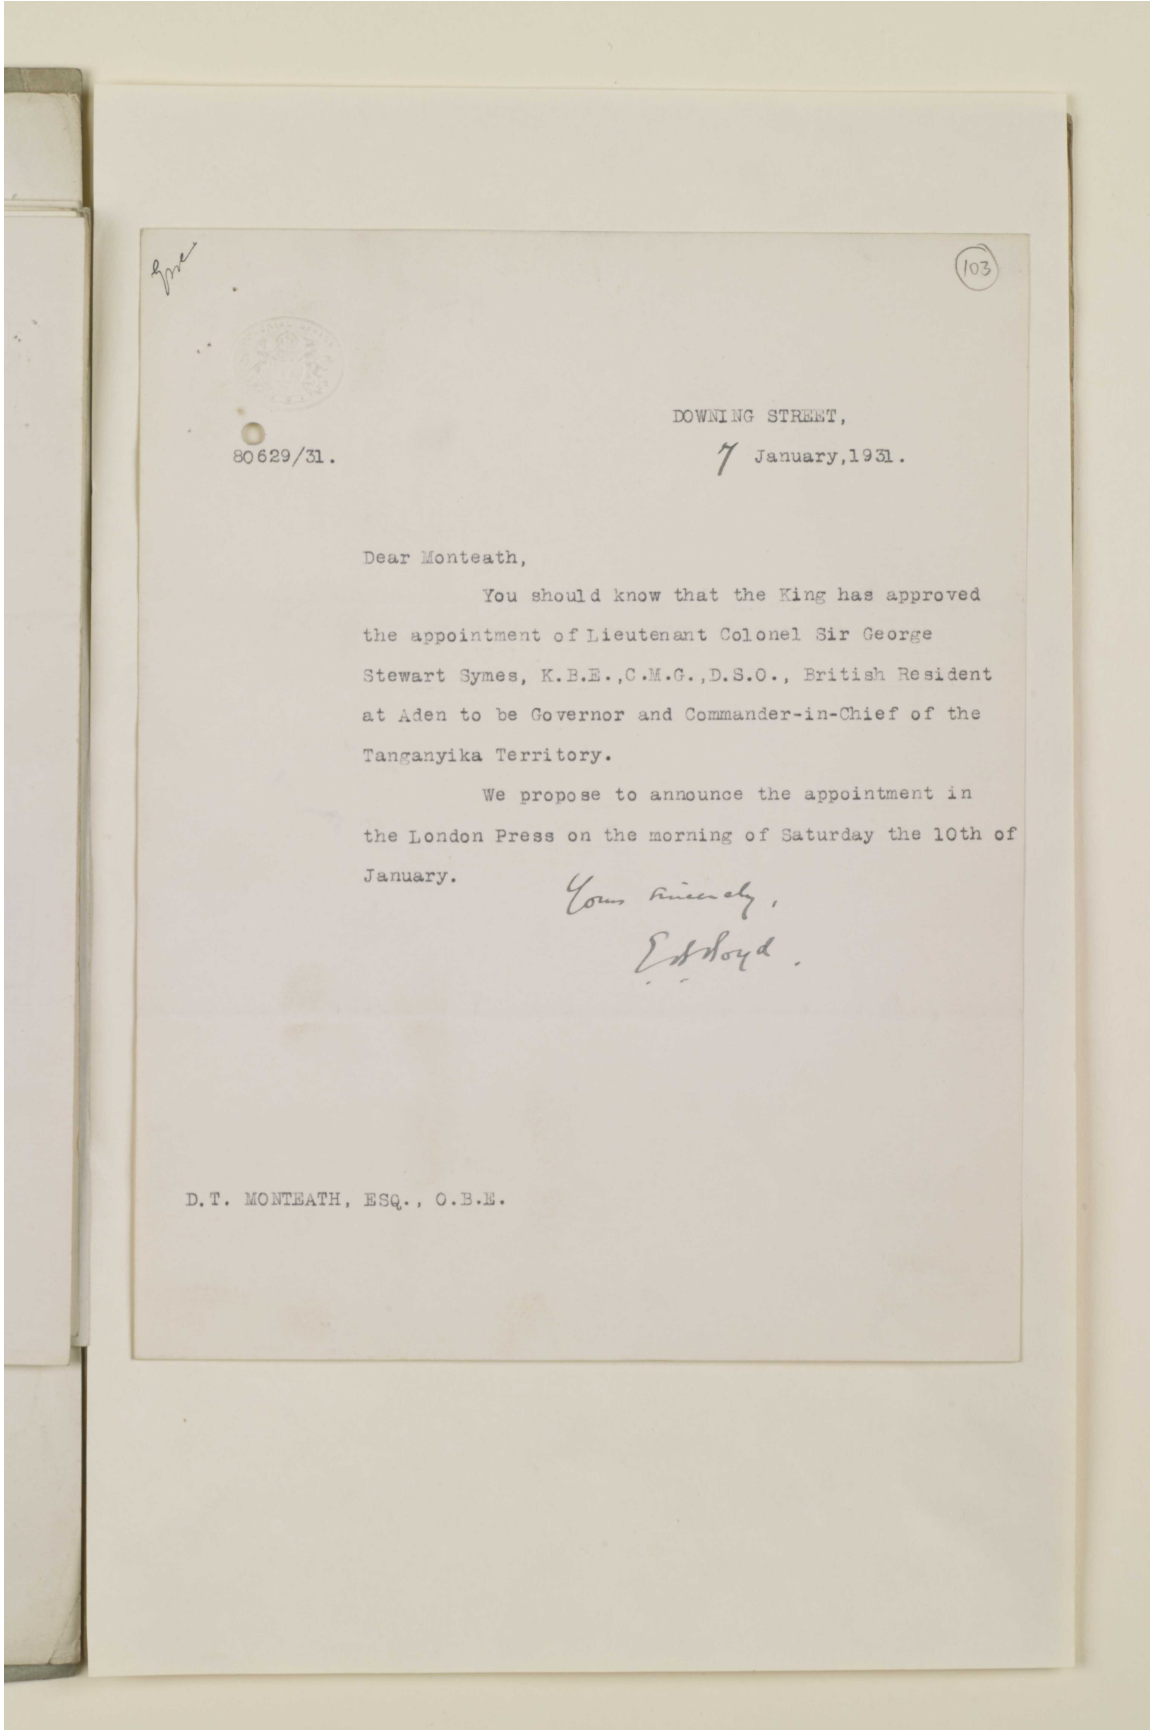 103
DOWNING STREET,
80629/31.
7 January, 1931.
Dear Monteath,
You should know that the King has approved
the appointment of Lieutenant Colonel Sir George
Stewart Symes, K.B.E.,C.M.G.,D.S.O., British Resident
at Aden to be Governor and Commander-in-Chief of the
Tanganyika Territory.
We propose to announce the appointment in
the London Press on the morning of Saturday the 10th of
January.
Yours sincerely,
D.T. MONTEATH, ESQ., O.B.E.